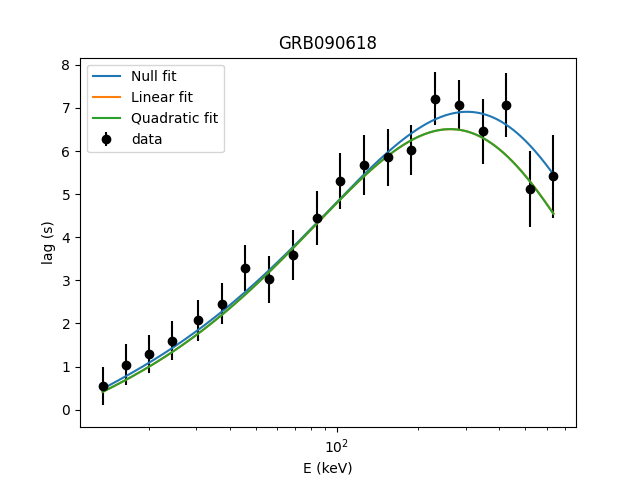 GRB090618
8
7
6
5
4
3
2
1
0
lag (s)
Null fit
Linear fit
Quadratic fit
data
10²
E (keV)